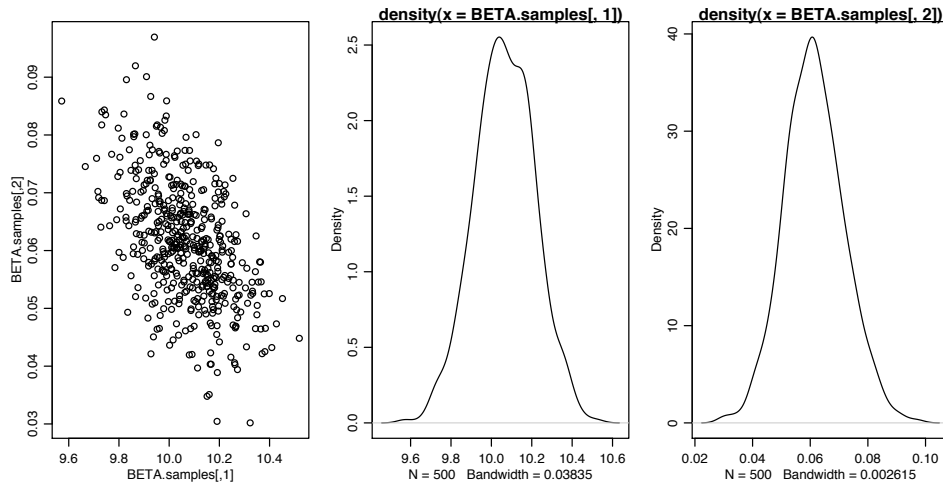 BETA.samples[,2]
0.09
0.08
0.07
0.06
0.05
0.04
0.03
9.6 9.8 10.0 10.2 10.4
BETA.samples[,1]
density(x = BETA.samples[, 1])
Density
2.5
2.0
1.5
1.0
0.5
0.0
9.6 9.8 10.0 10.2 10.4 10.6
N = 500 Bandwidth = 0.03835
density(x = BETA.samples[, 2])
Density
40
30
20
10
0
0.02 0.04 0.06 0.08 0.10
N = 500 Bandwidth = 0.002615